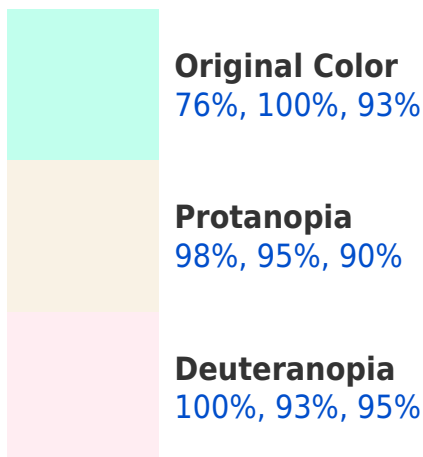 Original Color
76%, 100%, 93%
Protanopia
98%, 95%, 90%
Deuteranopia
100%, 93%, 95%